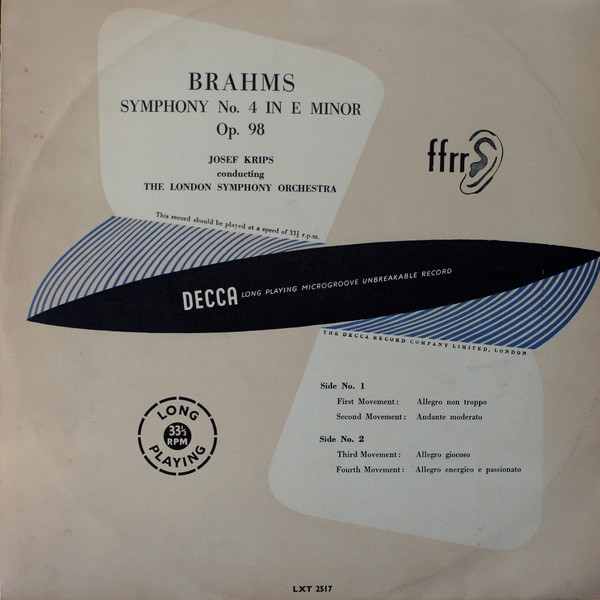 BRAHMS
SYMPHONY No. 4 IN E MINOR
Op. 98
JOSEF KRIPS
conducting
THE LONDON SYMPHONY ORCHESTRA
ffrr
This record should be played at a speed of 33⅓ r.p.m.
DECCA LONG PLAYING MICROGROOVE UNBREAKABLE RECORD
THE DECCA RECORD COMPANY LIMITED, LONDON
Side No. 1
First Movement: Allegro non troppo
Second Movement: Andante moderato
Side No. 2
Third Movement: Allegro giocoso
Fourth Movement: Allegro energico e passionato
LONG
33⅓
RPM
PLAYING
LXT 2517